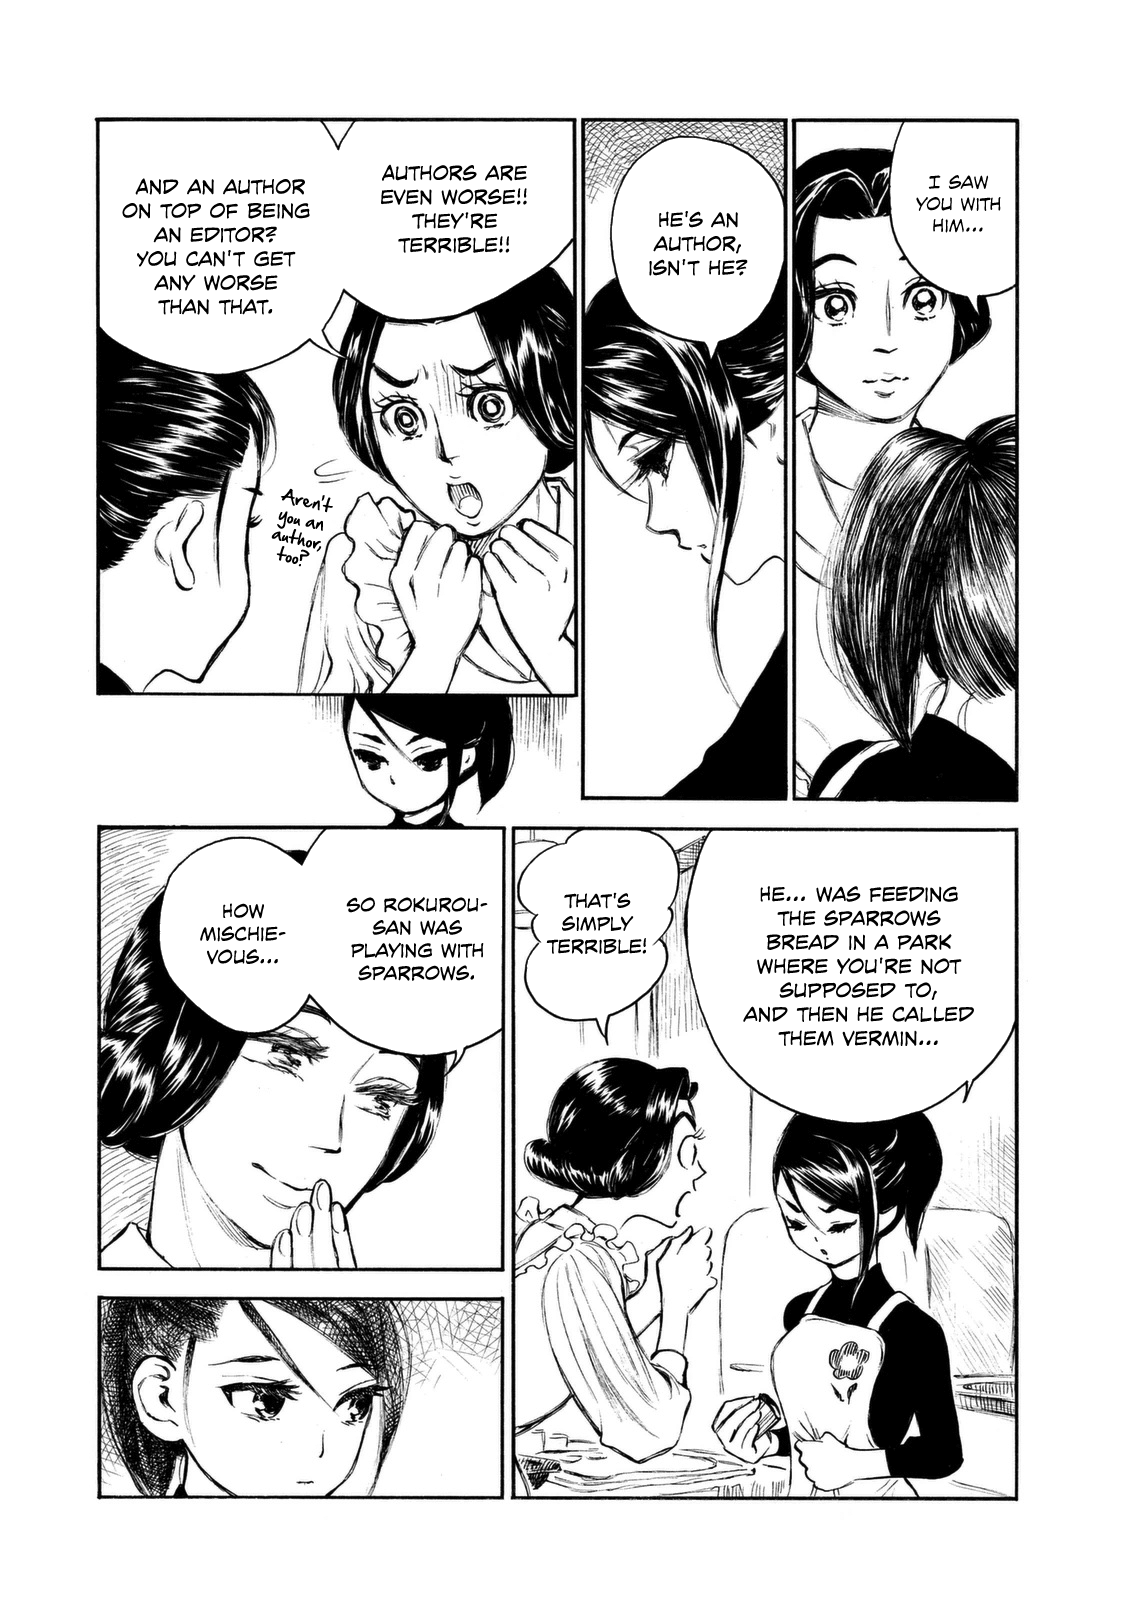 I SAW
YOU WITH
HIM...
HE'S AN
AUTHOR,
ISN'T HE?
AUTHORS ARE
EVEN WORSE!!
THEY'RE
TERRIBLE!!
AND AN AUTHOR
ON TOP OF BEING
AN EDITOR?
YOU CAN'T GET
ANY WORSE
THAN THAT.
Aren't
you an
author,
too?
HE... WAS FEEDING
THE SPARROWS
BREAD IN A PARK
WHERE YOU'RE NOT
SUPPOSED TO,
AND THEN HE CALLED
THEM VERMIN...
THAT'S
SIMPLY
TERRIBLE!
SO ROKUROU-
SAN WAS
PLAYING WITH
SPARROWS.
HOW
MISCHIE-
VOUS...